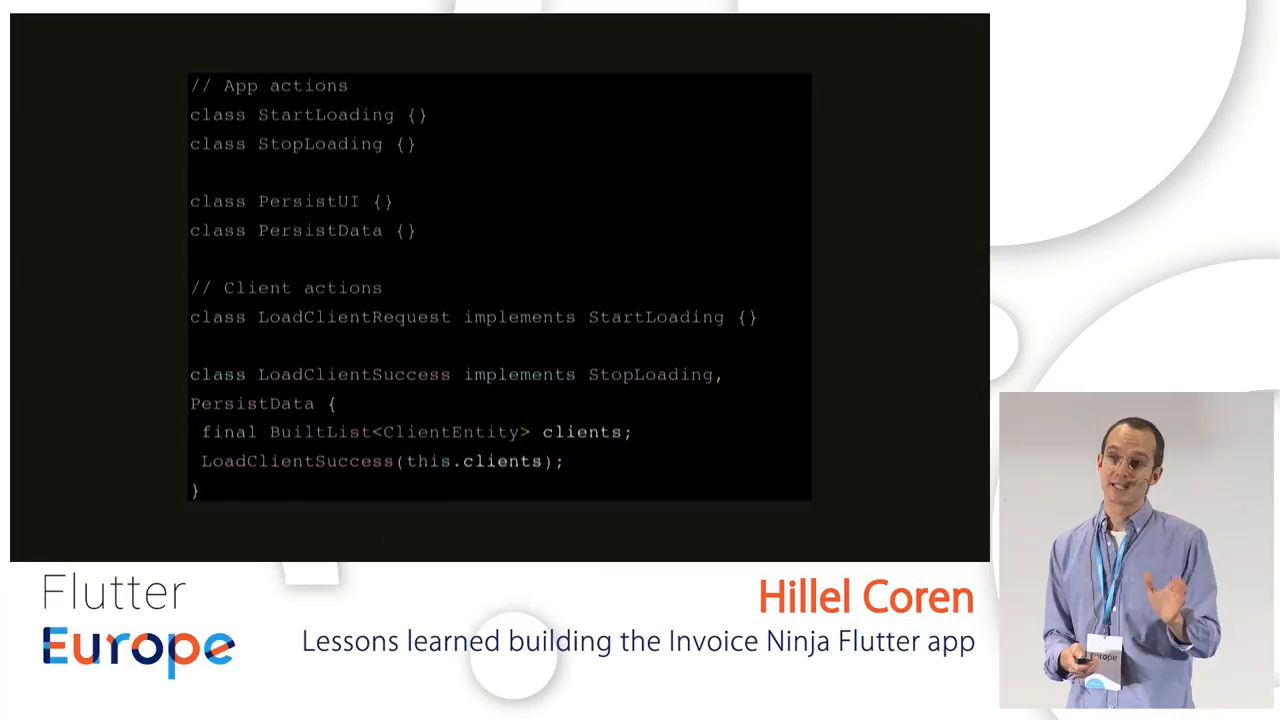 // App actions
class StartLoading {}
class StopLoading {}
class PersistUI {}
class PersistData {}
// Client actions
class LoadClientRequest implements StartLoading {}
class LoadClientSuccess implements StopLoading,
PersistData {
final BuiltList<ClientEntity> clients;
LoadClientSuccess(this.clients);
}
Flutter
Europe
Hillel Coren
Lessons learned building the Invoice Ninja Flutter app
Europe